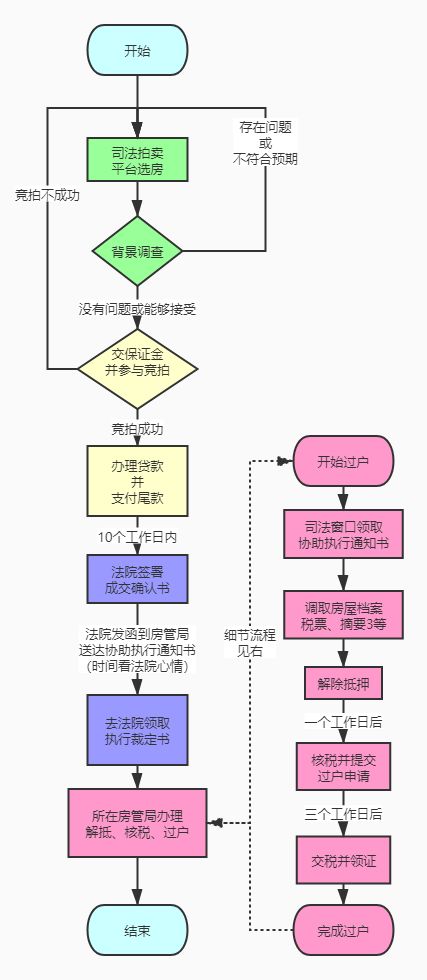 开始
存在问题
或
不符合预期
司法拍卖
平台选房
竟拍不成功
背景调查
没有问题或能够接受
交保证金
并参与竟拍
竟拍成功
办理贷款
并
支付尾款
10个工作日内
法院签署
成交确认书
法院发函到房管局
送达协助执行通知书
（时间看法院心情）
去法院领取
执行裁定书
所在房管局办理
解抵、核税、过户
结束
细节流程
见右
开始过户
司法窗口领取
协助执行通知书
调取房屋档案
税票、摘要3等
解除抵押
一个工作日后
核税并提交
过户申请
三个工作日后
交税并领证
完成过户